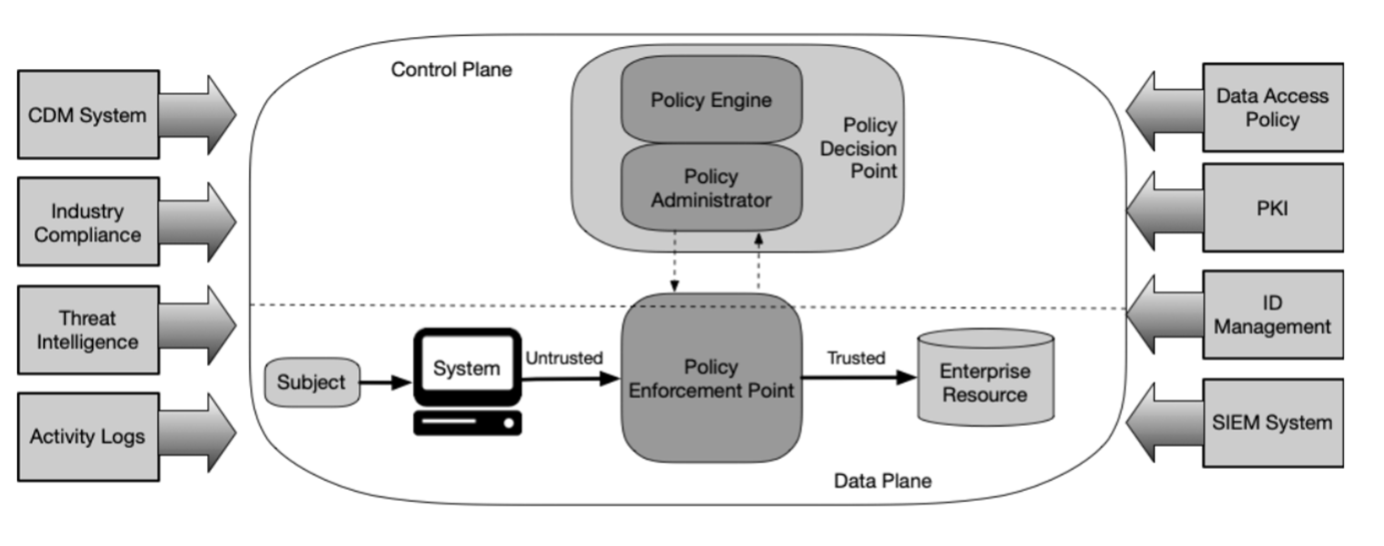 Control Plane
Policy Engine
Policy
Administrator
Policy
Decision
Point
CDM System
Industry
Compliance
Threat
Intelligence
Activity Logs
Data Access
Policy
PKI
ID
Management
SIEM System
Subject
System
Untrusted
Policy
Enforcement Point
Trusted
Enterprise
Resource
Data Plane